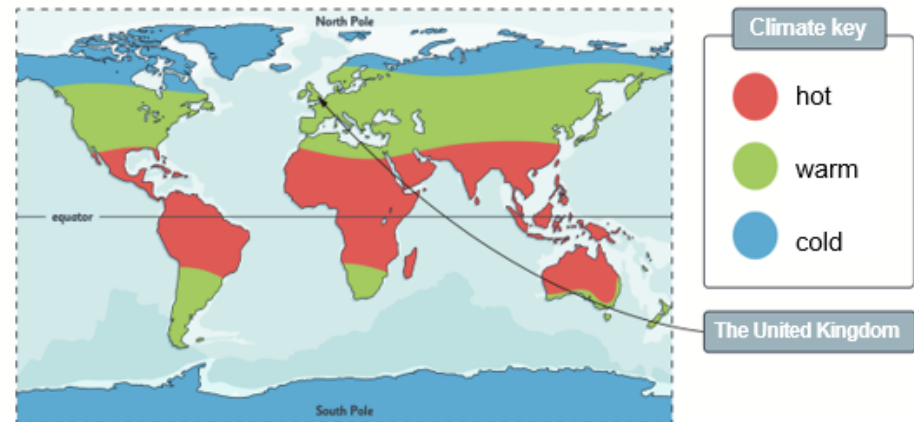 North Pole
Climate key
hot
warm
equator
cold
The United Kingdom
South Pole